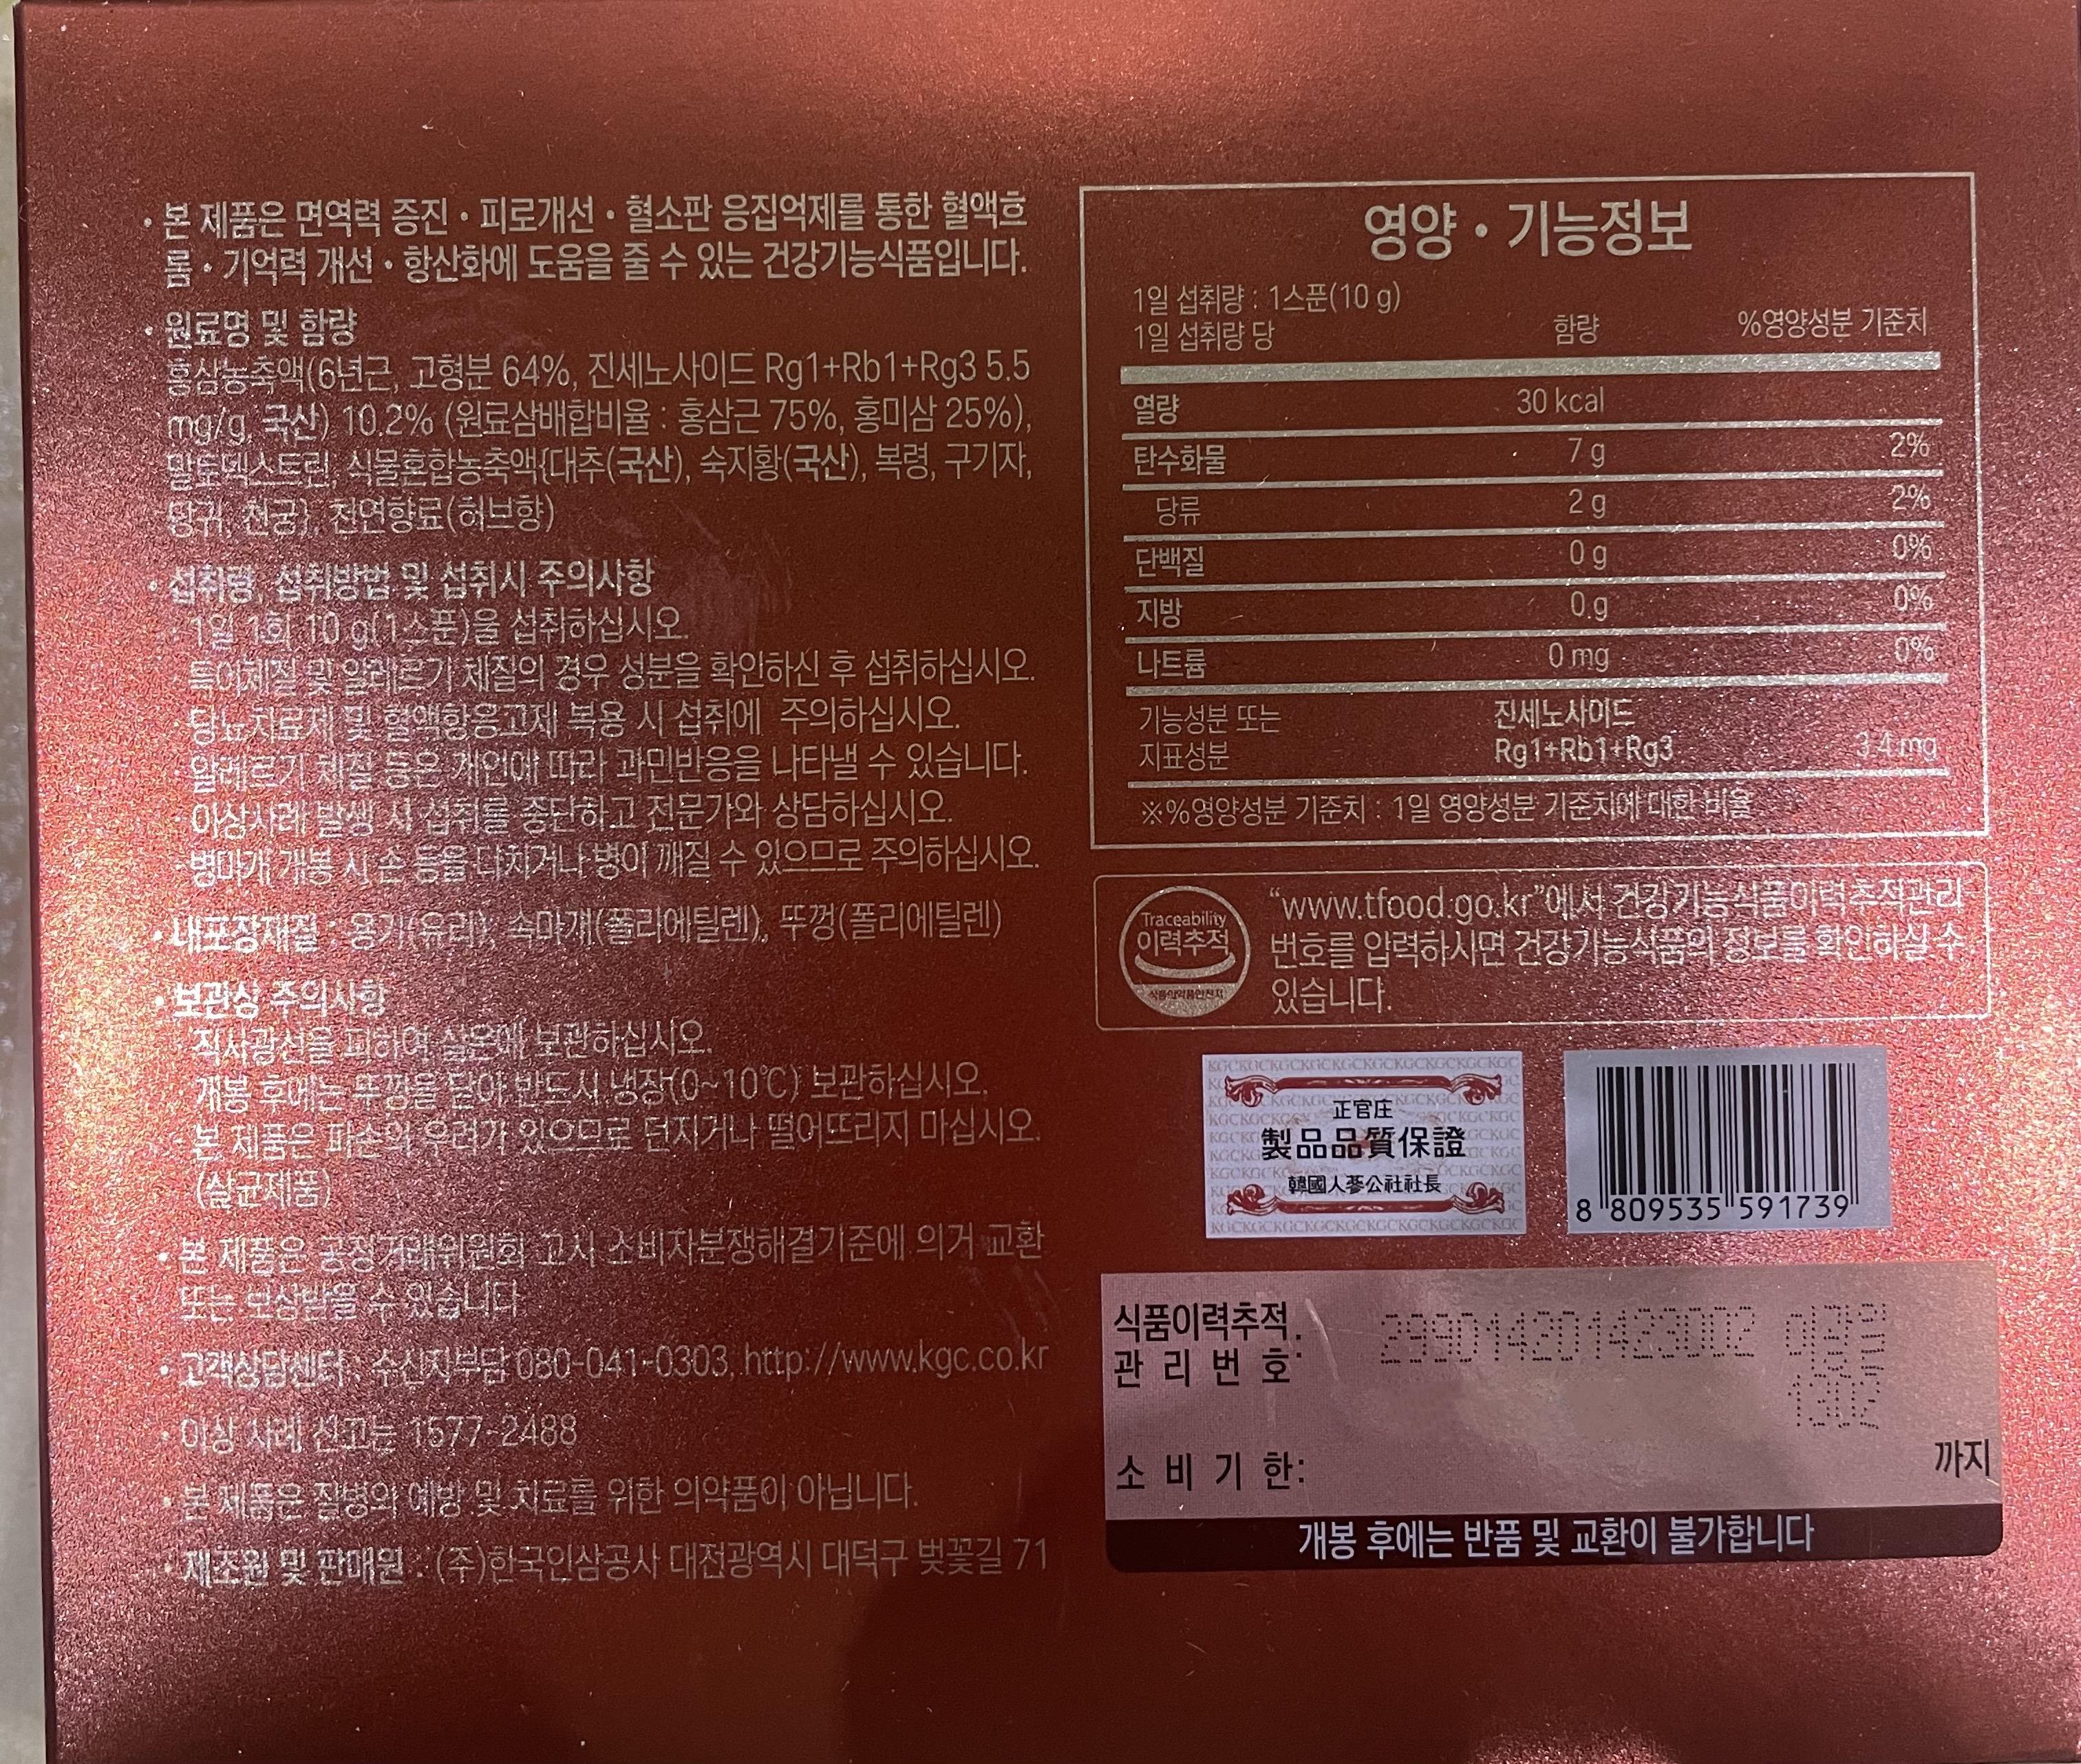 • 본 제품은 면역력 증진 • 피로개선 • 혈소판 응집억제를 통한 혈액흐
름 • 기억력 개선 • 항산화에 도움을 줄 수 있는 건강기능식품입니다.
• 원료명 및 함량
홍삼농축액(6년근, 고형분 64%, 진세노사이드 Rg1+Rb1+Rg3 5.5
mg/g, 국산) 10.2% (원료삼배합비율 : 홍삼근 75%, 홍미삼 25%),
말토덱스트린, 식물혼합농축액{대추(국산), 숙지황(국산), 복령, 구기자,
당귀, 천궁}, 천연향료(허브향)
• 섭취량, 섭취방법 및 섭취시 주의사항
· 1일 1회 10 g(1스푼)을 섭취하십시오.
· 특이체질 및 알레르기 체질의 경우 성분을 확인하신 후 섭취하십시오.
· 당뇨치료제 및 혈액항응고제 복용 시 섭취에 주의하십시오.
· 알레르기 체질 등은 개인에 따라 과민반응을 나타낼 수 있습니다.
· 이상사례 발생 시 섭취를 중단하고 전문가와 상담하십시오.
· 병마개 개봉 시 손 등을 다치거나 병이 깨질 수 있으므로 주의하십시오.
• 내포장재질 : 용기(유리), 속마개(폴리에틸렌), 뚜껑(폴리에틸렌)
• 보관상 주의사항
· 직사광선을 피하여 실온에 보관하십시오.
· 개봉 후에는 뚜껑을 닫아 반드시 냉장(0~10℃) 보관하십시오.
· 본 제품은 파손의 우려가 있으므로 던지거나 떨어뜨리지 마십시오.
(살균제품)
• 본 제품은 공정거래위원회 고시 소비자분쟁해결기준에 의거 교환
또는 보상받을 수 있습니다
• 고객상담센터 : 수신자부담 080-041-0303, http://www.kgc.co.kr
• 이상 사례 신고는 1577-2488
• 본 제품은 질병의 예방 및 치료를 위한 의약품이 아닙니다.
• 제조원 및 판매원 : (주)한국인삼공사 대전광역시 대덕구 벚꽃길 71
영양 • 기능정보
1일 섭취량 : 1스푼(10 g)
1일 섭취량 당 함량 %영양성분 기준치
열량 30 kcal
탄수화물 7 g 2%
당류 2 g 2%
단백질 0 g 0%
지방 0 g 0%
나트륨 0 mg 0%
기능성분 또는 진세노사이드
지표성분 Rg1+Rb1+Rg3 3.4 mg
※%영양성분 기준치 : 1일 영양성분 기준치에 대한 비율
Traceability
이력추적
식품의약품안전처
“www.tfood.go.kr”에서 건강기능식품이력추적관리
번호를 입력하시면 건강기능식품의 정보를 확인하실 수
있습니다.
正官庄
製品品質保證
韓國人蔘公社社長
8 809535 591739
식품이력추적
관 리 번 호 :
1302
소 비 기 한 : 까지
개봉 후에는 반품 및 교환이 불가합니다